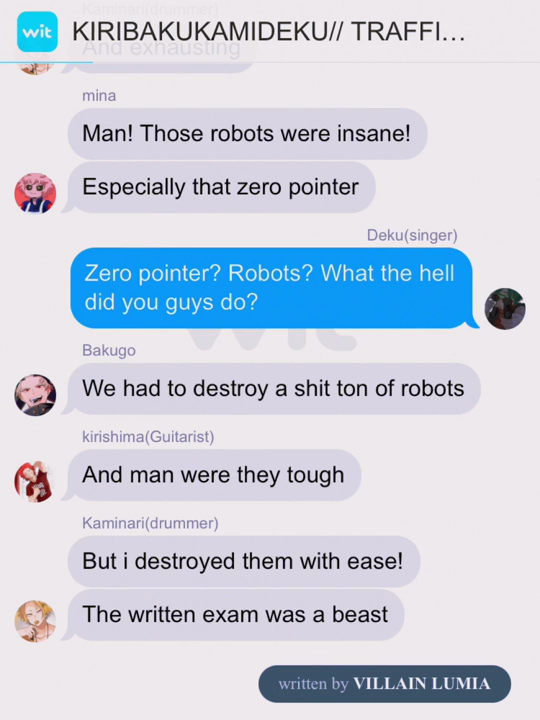 Kaminari(drummer)
wit
KIRIBAKUKAMIDEKU// TRAFFI...
And exhausting
mina
Man! Those robots were insane!
Especially that zero pointer
Deku(singer)
Zero pointer? Robots? What the hell
did you guys do?
wit
Bakugo
We had to destroy a shit ton of robots
kirishima(Guitarist)
And man were they tough
Kaminari(drummer)
But i destroyed them with ease!
The written exam was a beast
written by VILLAIN LUMIA